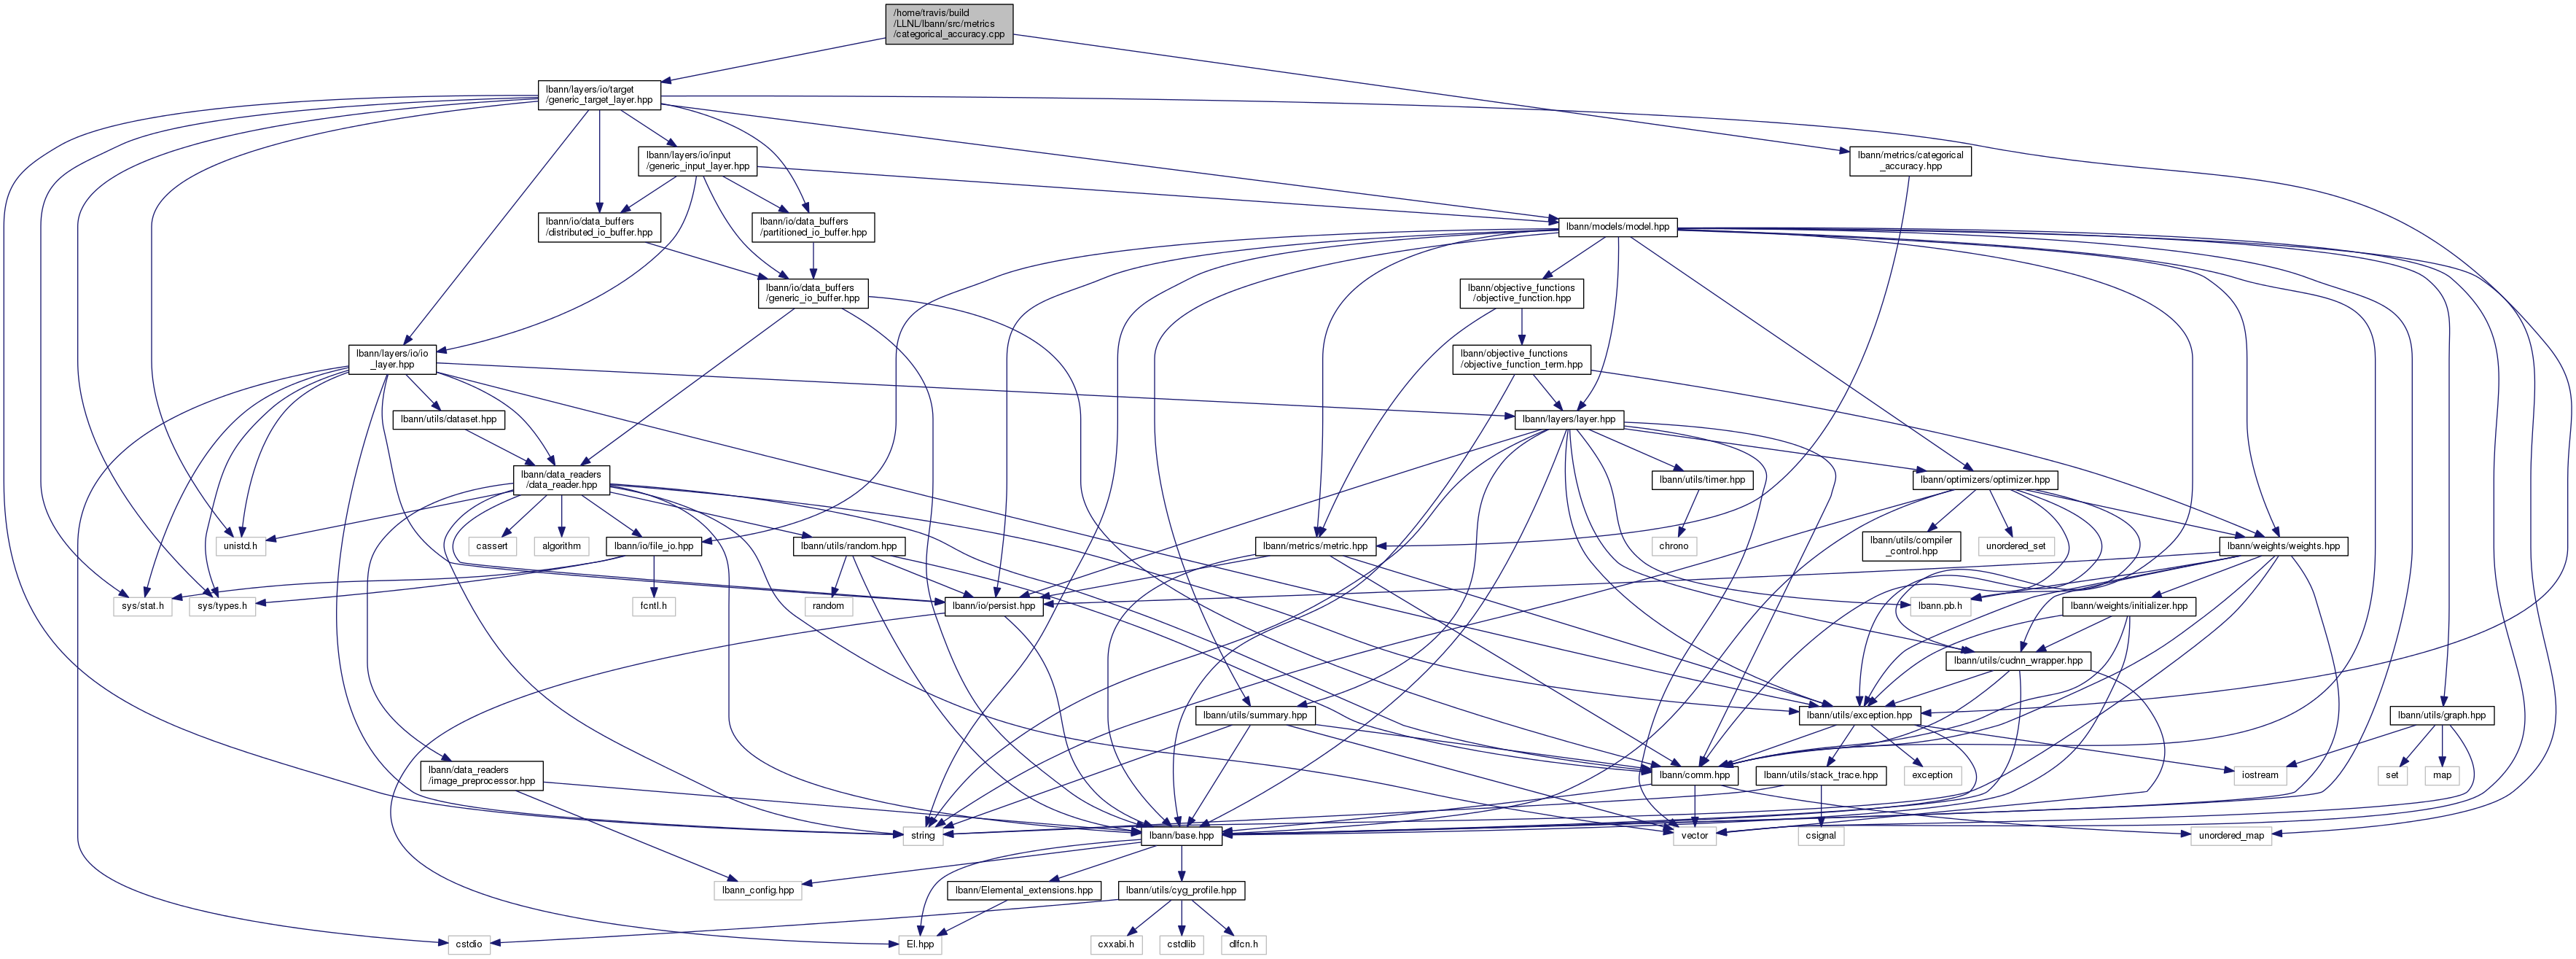 /home/travis/build
/LLNL/lbann/src/metrics
/categorical_accuracy.cpp
lbann/layers/io/target
/generic_target_layer.hpp
lbann/layers/io/input
/generic_input_layer.hpp
lbann/metrics/categorical
_accuracy.hpp
lbann/io/data_buffers
/distributed_io_buffer.hpp
lbann/io/data_buffers
/partitioned_io_buffer.hpp
lbann/models/model.hpp
lbann/io/data_buffers
/generic_io_buffer.hpp
lbann/objective_functions
/objective_function.hpp
lbann/layers/io/io
_layer.hpp
lbann/objective_functions
/objective_function_term.hpp
lbann/utils/dataset.hpp
lbann/layers/layer.hpp
lbann/data_readers
/data_reader.hpp
lbann/utils/timer.hpp
lbann/optimizers/optimizer.hpp
unistd.h
cassert
algorithm
lbann/io/file_io.hpp
lbann/utils/random.hpp
lbann/metrics/metric.hpp
chrono
lbann/utils/compiler
_control.hpp
unordered_set
lbann/weights/weights.hpp
sys/stat.h
sys/types.h
fcntl.h
random
lbann/io/persist.hpp
lbann.pb.h
lbann/weights/initializer.hpp
lbann/utils/cudnn_wrapper.hpp
lbann/utils/summary.hpp
lbann/utils/exception.hpp
lbann/utils/graph.hpp
lbann/data_readers
/image_preprocessor.hpp
lbann/comm.hpp
lbann/utils/stack_trace.hpp
exception
iostream
set
map
string
lbann/base.hpp
vector
csignal
unordered_map
lbann_config.hpp
lbann/Elemental_extensions.hpp
lbann/utils/cyg_profile.hpp
cstdio
El.hpp
cxxabi.h
cstdlib
dlfcn.h